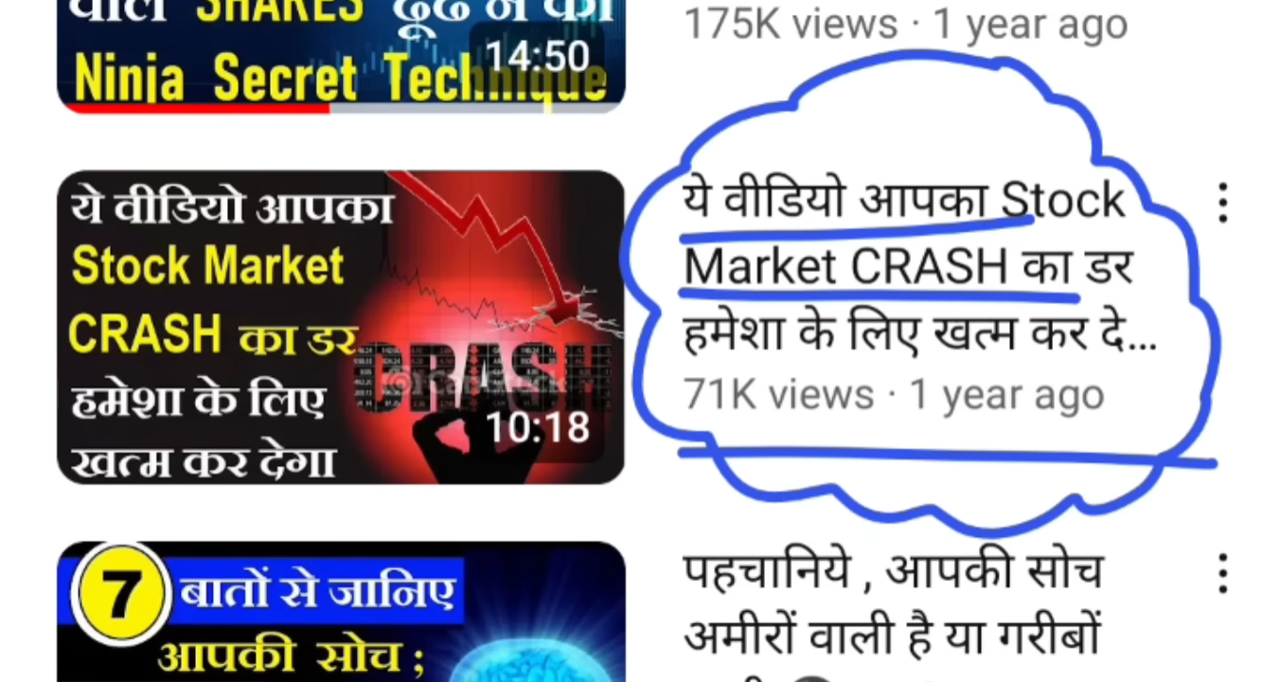 वाले SHARES ढूंढने की
Ninja Secret Technique
14:50
175K views · 1 year ago
ये वीडियो आपका
Stock Market
CRASH का डर
हमेशा के लिए
खत्म कर देगा
CRASH
10:18
ये वीडियो आपका Stock
Market CRASH का डर
हमेशा के लिए खत्म कर दे...
71K views · 1 year ago
7 बातों से जानिए
आपकी सोच ;
पहचानिये , आपकी सोच
अमीरों वाली है या गरीबों